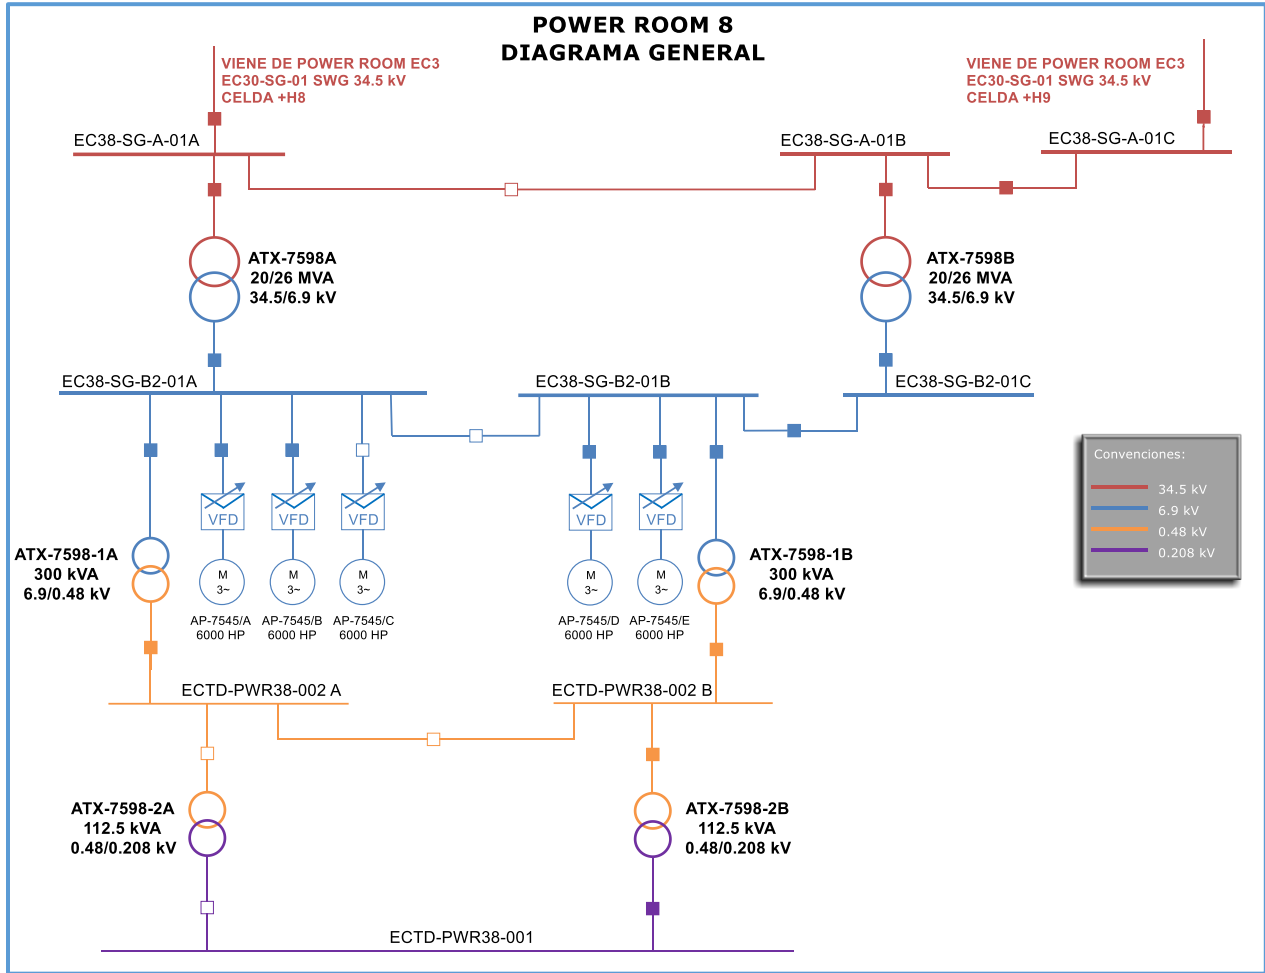 POWER ROOM 8
DIAGRAMA GENERAL
VIENE DE POWER ROOM EC3
EC30-SG-01 SWG 34.5 kV
CELDA +H8
VIENE DE POWER ROOM EC3
EC30-SG-01 SWG 34.5 kV
CELDA +H9
EC38-SG-A-01A
EC38-SG-A-01B
EC38-SG-A-01C
ATX-7598A
20/26 MVA
34.5/6.9 kV
ATX-7598B
20/26 MVA
34.5/6.9 kV
EC38-SG-B2-01A
EC38-SG-B2-01B
EC38-SG-B2-01C
Convenciones:
34.5 kV
6.9 kV
0.48 kV
0.208 kV
VFD
VFD
VFD
VFD
VFD
ATX-7598-1A
300 kVA
6.9/0.48 kV
M
3~
M
3~
M
3~
M
3~
M
3~
ATX-7598-1B
300 kVA
6.9/0.48 kV
AP-7545/A
6000 HP
AP-7545/B
6000 HP
AP-7545/C
6000 HP
AP-7545/D
6000 HP
AP-7545/E
6000 HP
ECTD-PWR38-002 A
ECTD-PWR38-002 B
ATX-7598-2A
112.5 kVA
0.48/0.208 kV
ATX-7598-2B
112.5 kVA
0.48/0.208 kV
ECTD-PWR38-001